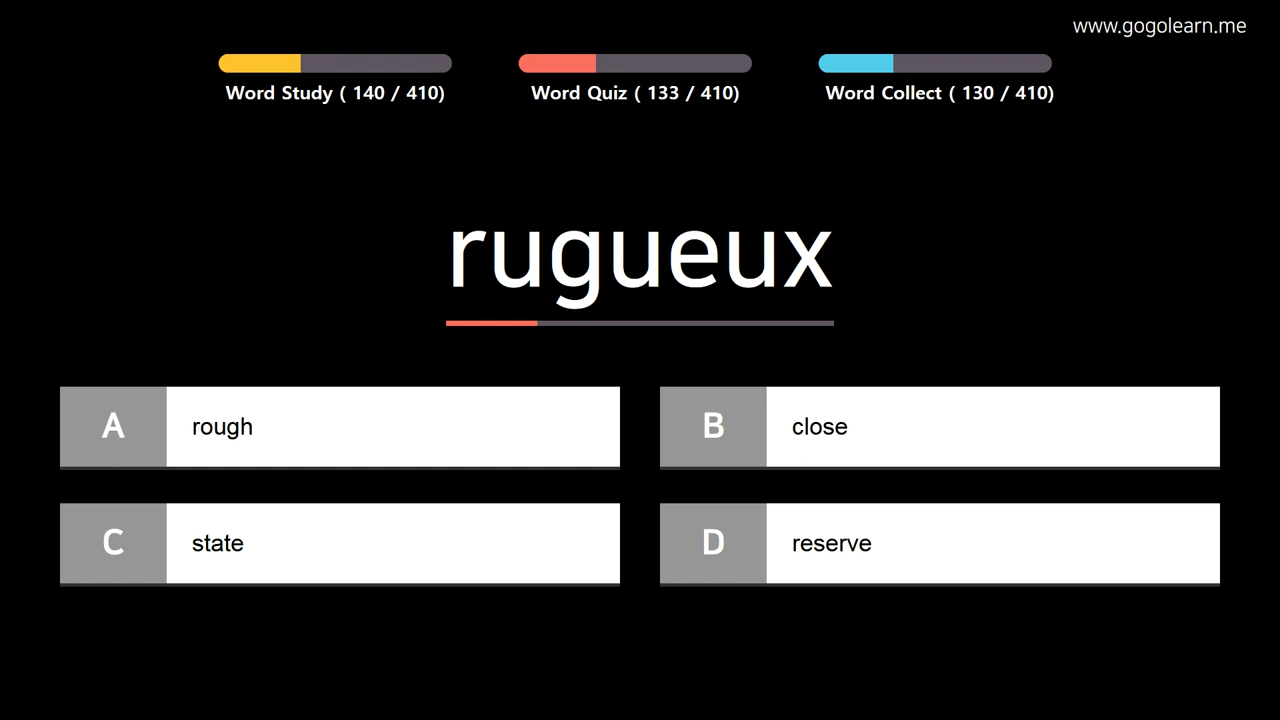 www.gogolearn.me
Word Study ( 140 / 410)
Word Quiz ( 133 / 410)
Word Collect ( 130 / 410)
rugueux
A rough
B close
C state
D reserve